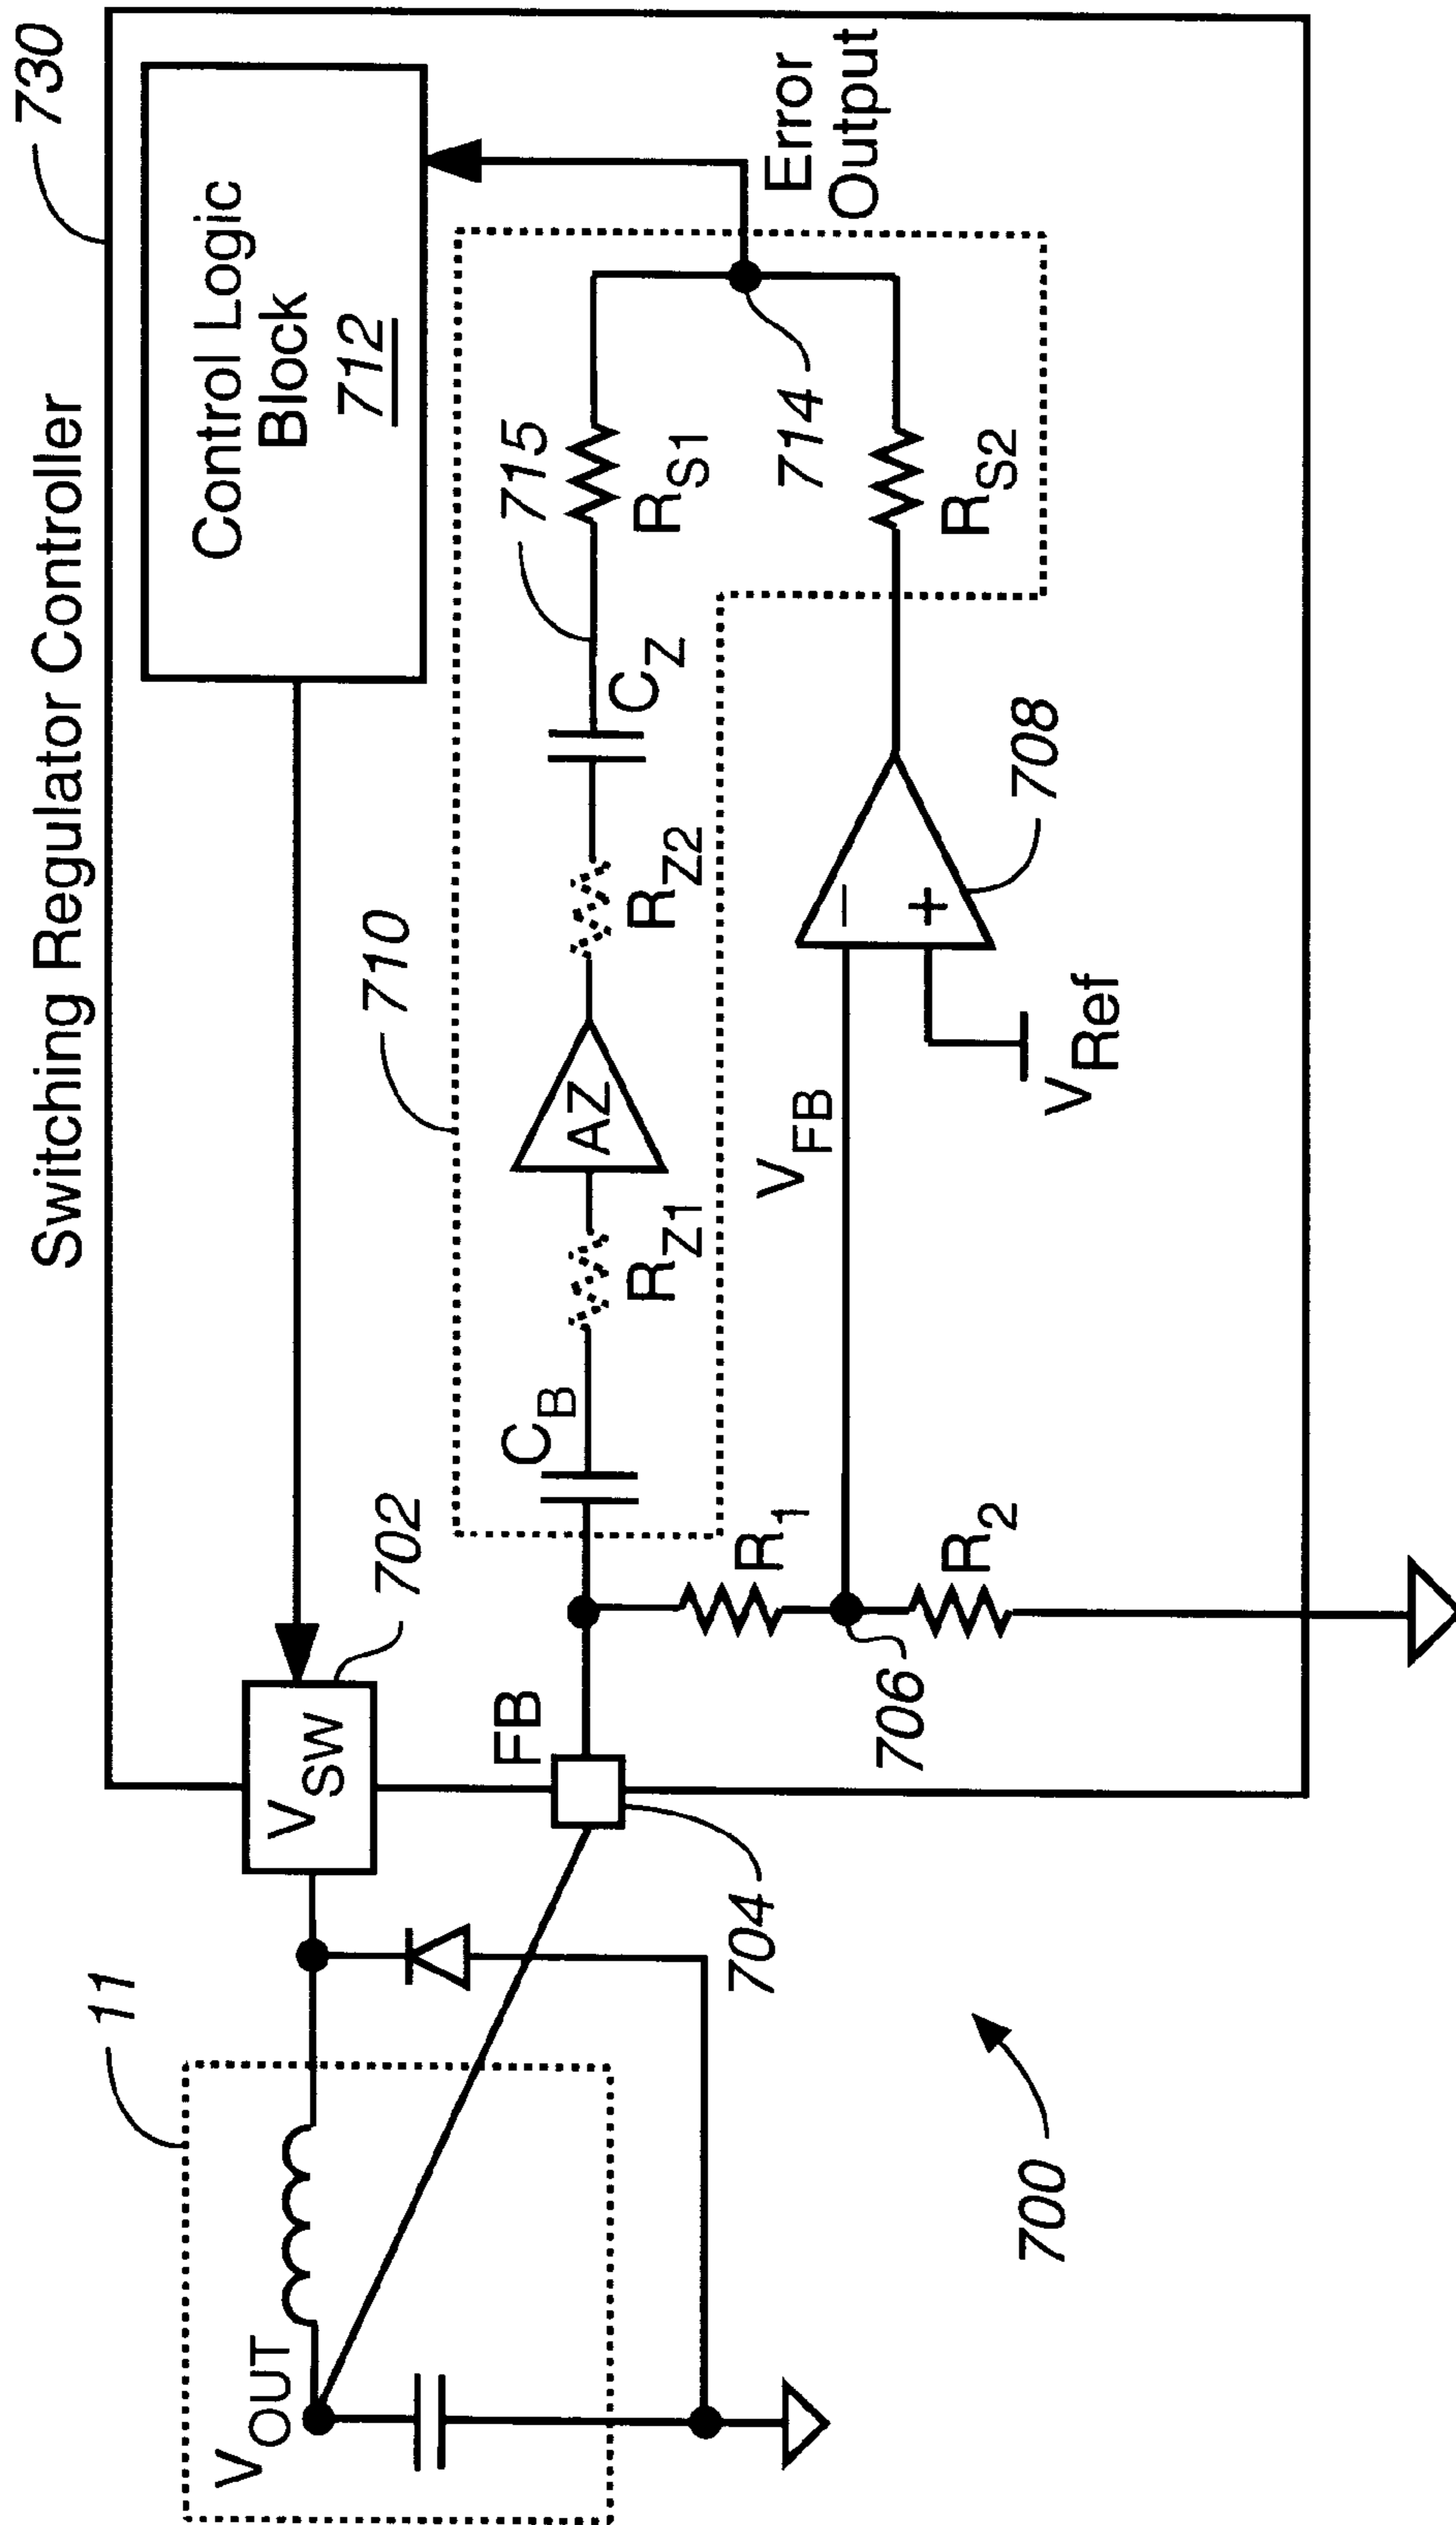 Switching Regulator Controller
730
Control Logic
Block
712
11
VOUT
VSW
702
FB
704
710
CB
RZ1
AZ
RZ2
CZ
715
RS1
Error
Output
714
RS2
R1
706
R2
VFB
VRef
−
+
708
700